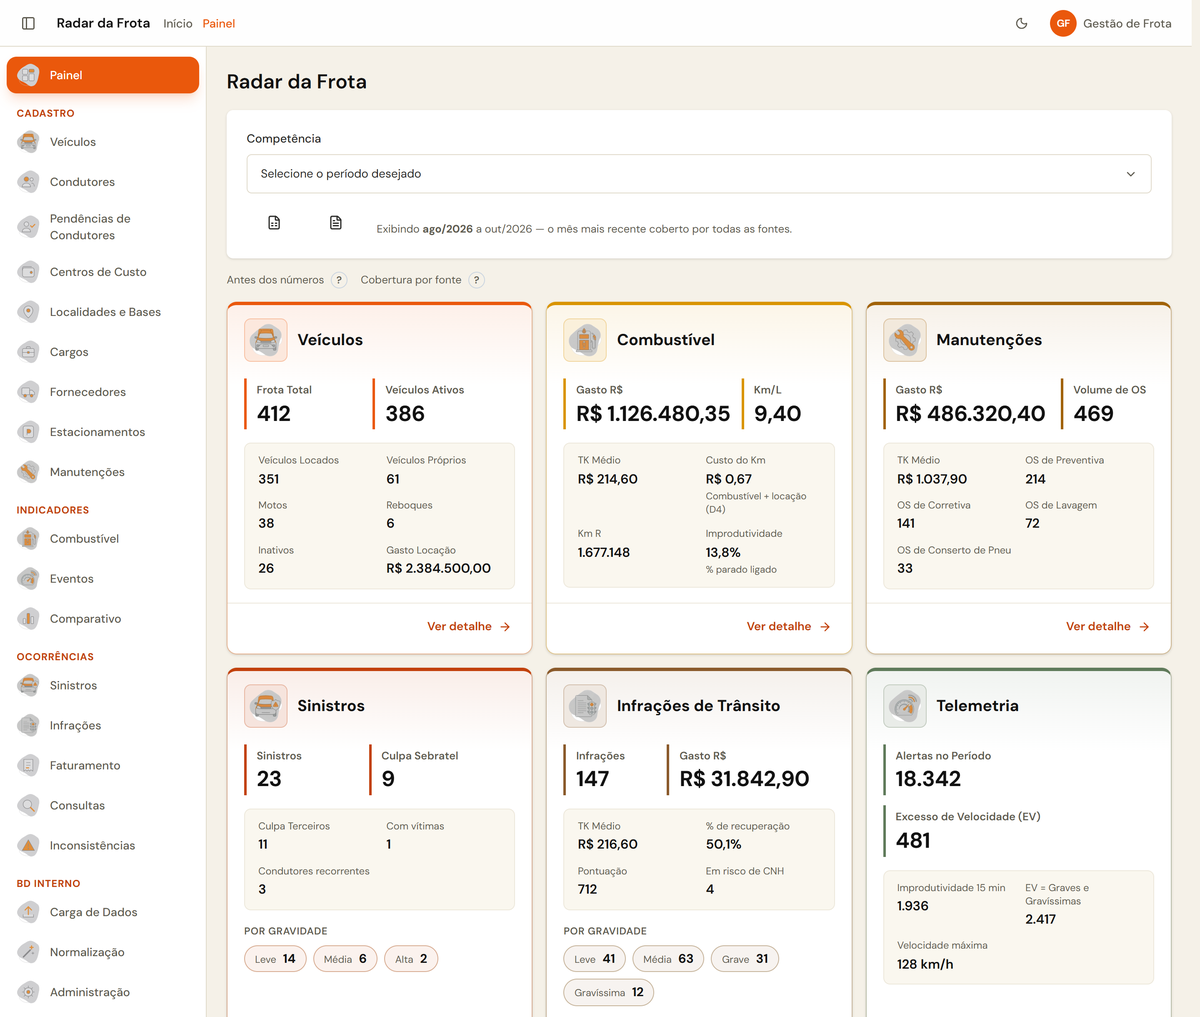 Radar da Frota
Início
Painel
GF
Gestão de Frota
Painel
CADASTRO
Veículos
Condutores
Pendências de
Condutores
Centros de Custo
Localidades e Bases
Cargos
Fornecedores
Estacionamentos
Manutenções
INDICADORES
Combustível
Eventos
Comparativo
OCORRÊNCIAS
Sinistros
Infrações
Faturamento
Consultas
Inconsistências
BD INTERNO
Carga de Dados
Normalização
Administração
Radar da Frota
Competência
Selecione o período desejado
Exibindo ago/2026 a out/2026 — o mês mais recente coberto por todas as fontes.
Antes dos números ? Cobertura por fonte ?
Veículos
Frota Total
412
Veículos Ativos
386
Veículos Locados
351
Veículos Próprios
61
Motos
38
Reboques
6
Inativos
26
Gasto Locação
R$ 2.384.500,00
Ver detalhe
Combustível
Gasto R$
R$ 1.126.480,35
Km/L
9,40
TK Médio
R$ 214,60
Custo do Km
R$ 0,67
Combustível + locação
(D4)
Km R
1.677.148
Improdutividade
13,8%
% parado ligado
Ver detalhe
Manutenções
Gasto R$
R$ 486.320,40
Volume de OS
469
TK Médio
R$ 1.037,90
OS de Preventiva
214
OS de Corretiva
141
OS de Lavagem
72
OS de Conserto de Pneu
33
Ver detalhe
Sinistros
Sinistros
23
Culpa Sebratel
9
Culpa Terceiros
11
Com vítimas
1
Condutores recorrentes
3
POR GRAVIDADE
Leve 14
Média 6
Alta 2
Infrações de Trânsito
Infrações
147
Gasto R$
R$ 31.842,90
TK Médio
R$ 216,60
% de recuperação
50,1%
Pontuação
712
Em risco de CNH
4
POR GRAVIDADE
Leve 41
Média 63
Grave 31
Gravíssima 12
Telemetria
Alertas no Período
18.342
Excesso de Velocidade (EV)
481
Improdutividade 15 min
1.936
EV = Graves e
Gravíssimas
2.417
Velocidade máxima
128 km/h